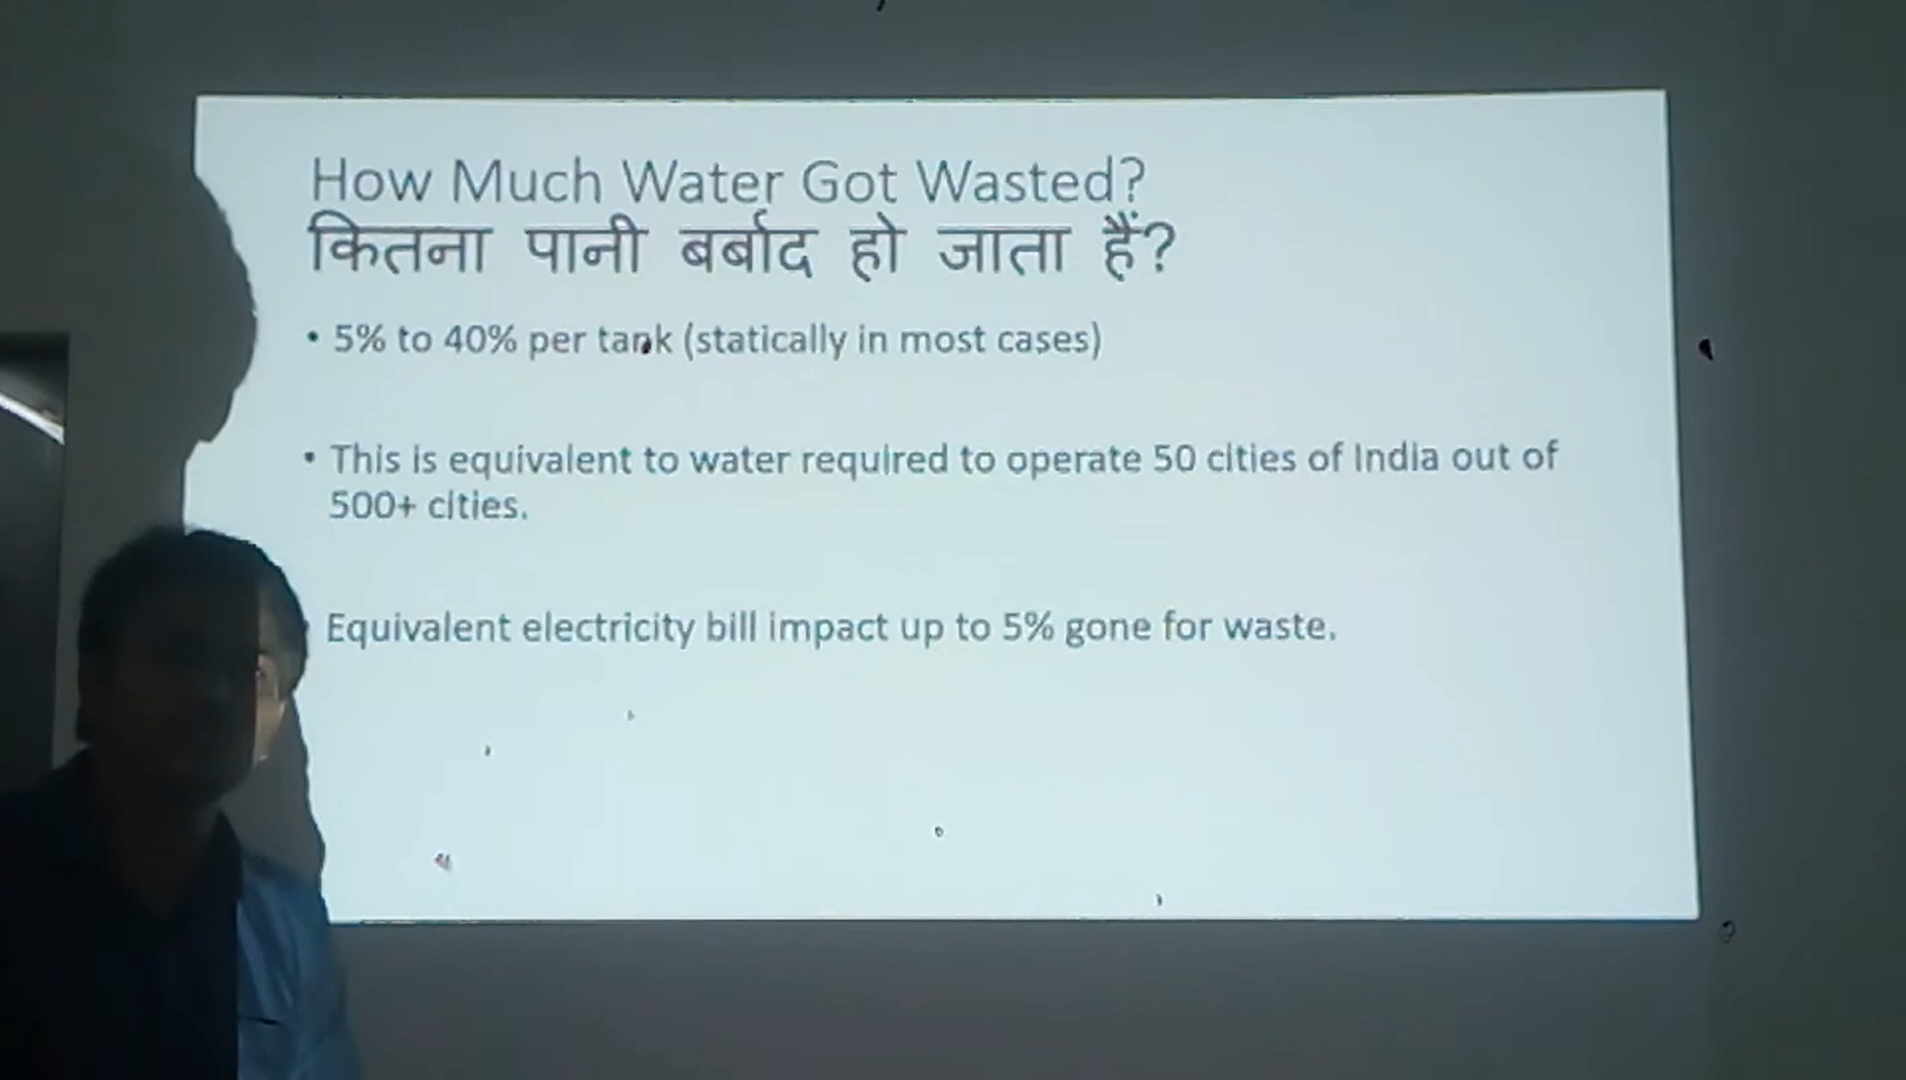 How Much Water Got Wasted?
कितना पानी बर्बाद हो जाता हैं?
• 5% to 40% per tank (statically in most cases)
• This is equivalent to water required to operate 50 cities of India out of
500+ cities.
Equivalent electricity bill impact up to 5% gone for waste.